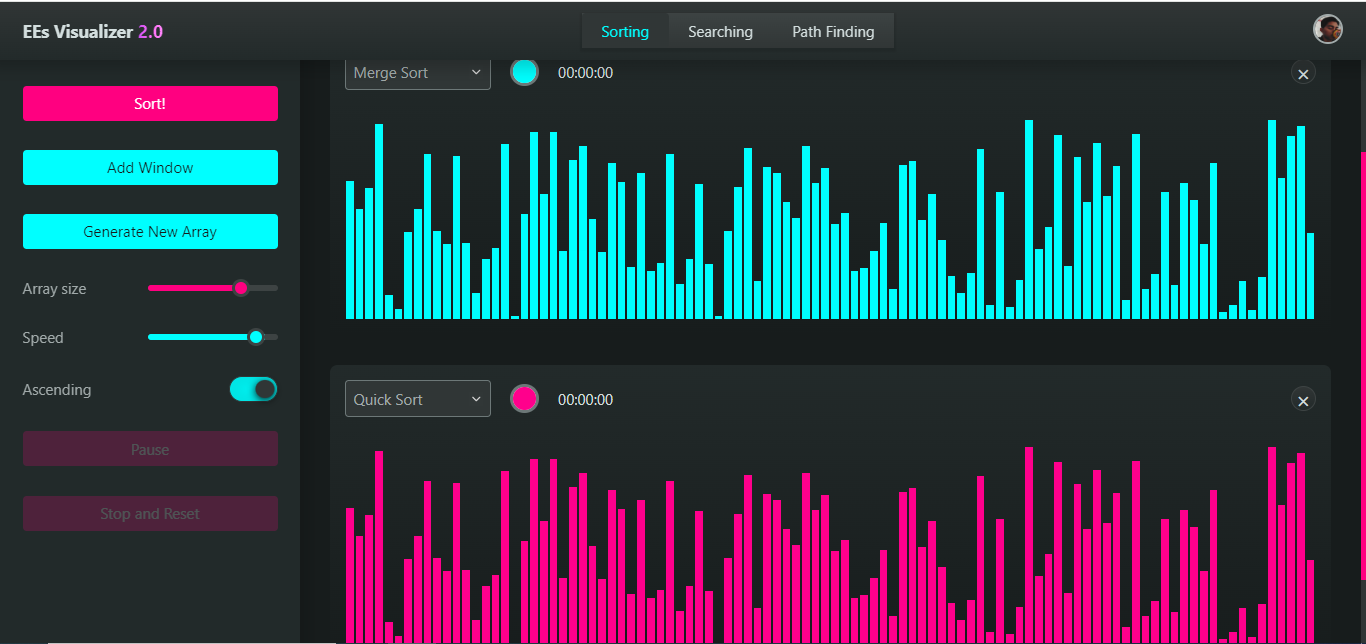 EEs Visualizer 2.0
Sorting
Searching
Path Finding
Sort!
Add Window
Generate New Array
Array size
Speed
Ascending
Pause
Stop and Reset
Merge Sort
00:00:00
Quick Sort
00:00:00